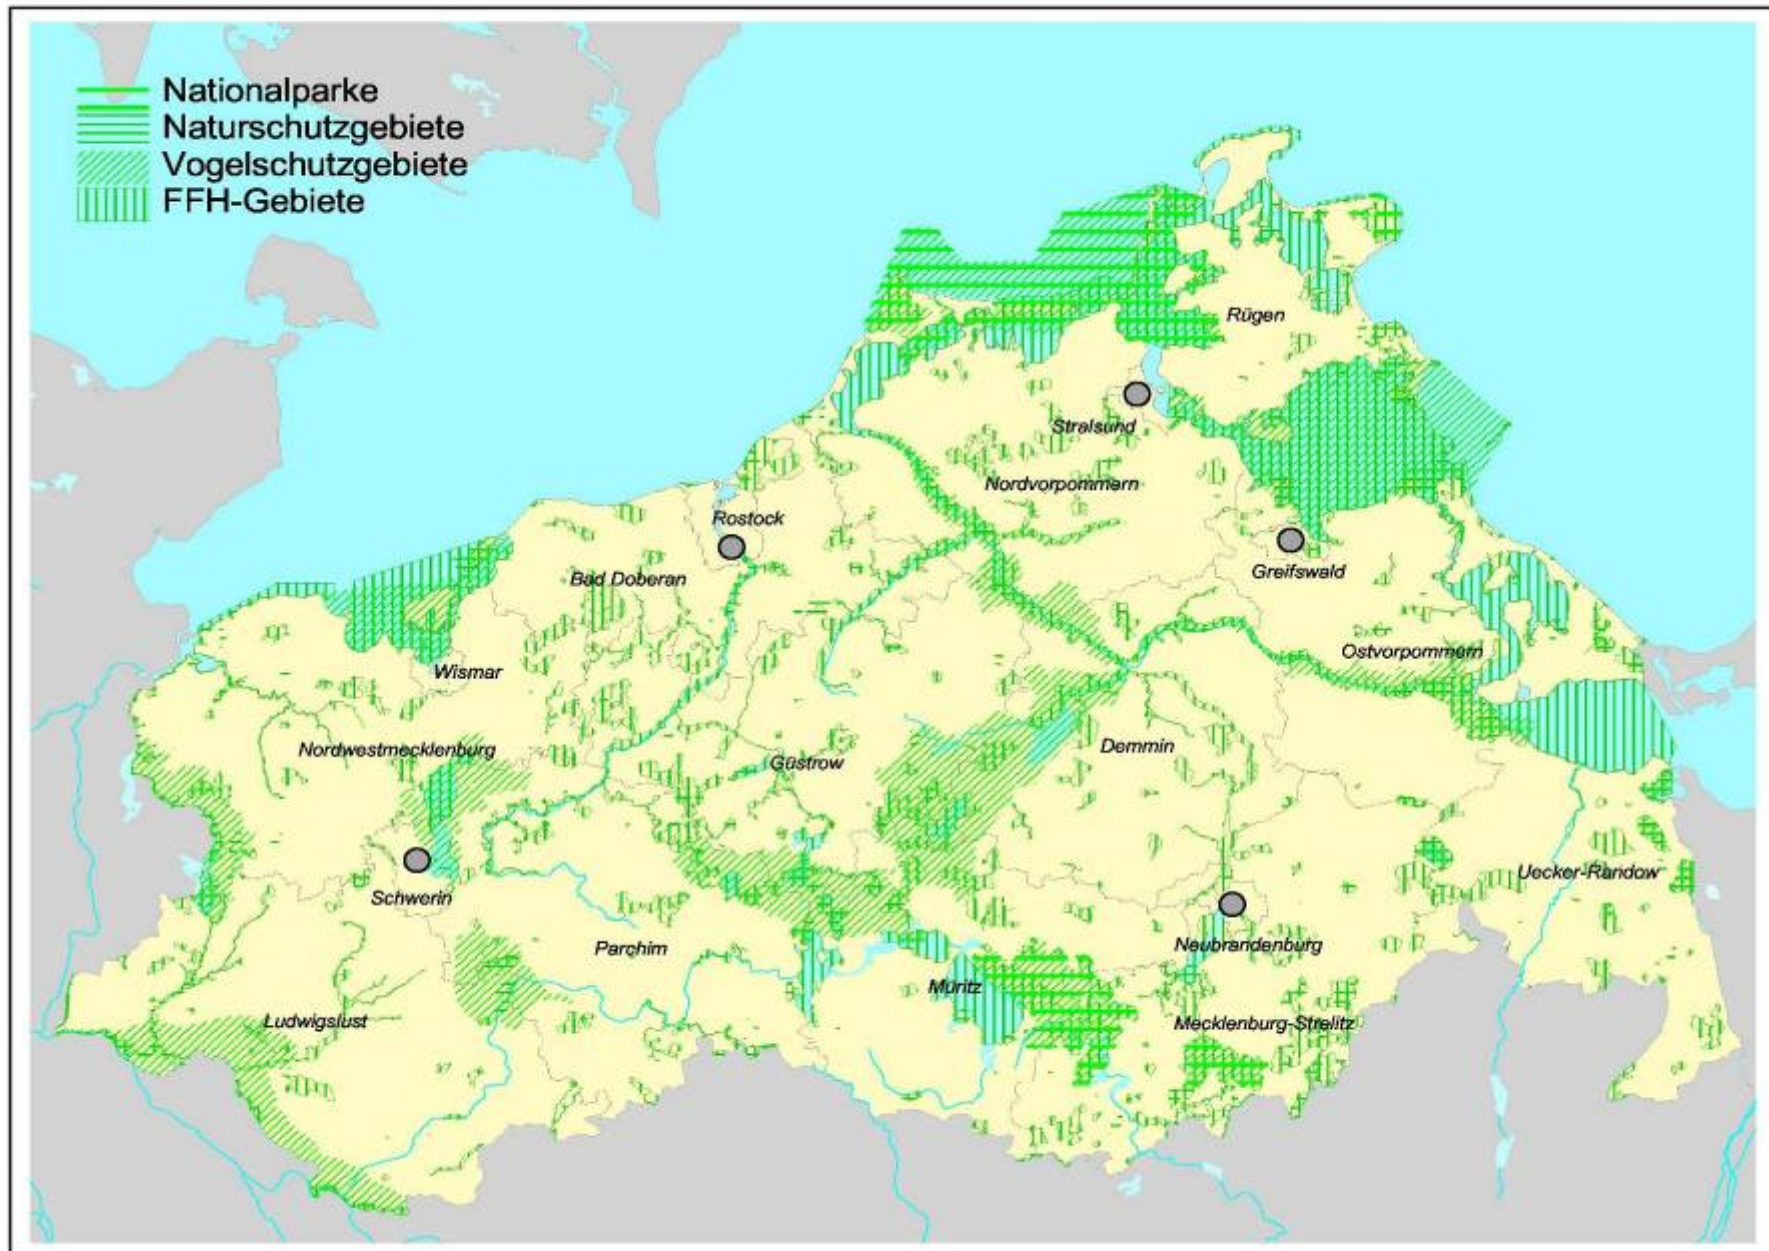 Nationalparke
Naturschutzgebiete
Vogelschutzgebiete
FFH-Gebiete
Rügen
Stralsund
Nordvorpommern
Rostock
Greifswald
Bad Doberan
Ostvorpommern
Wismar
Nordwestmecklenburg
Demmin
Güstrow
Uecker-Randow
Schwerin
Neubrandenburg
Parchim
Müritz
Ludwigslust
Mecklenburg-Strelitz